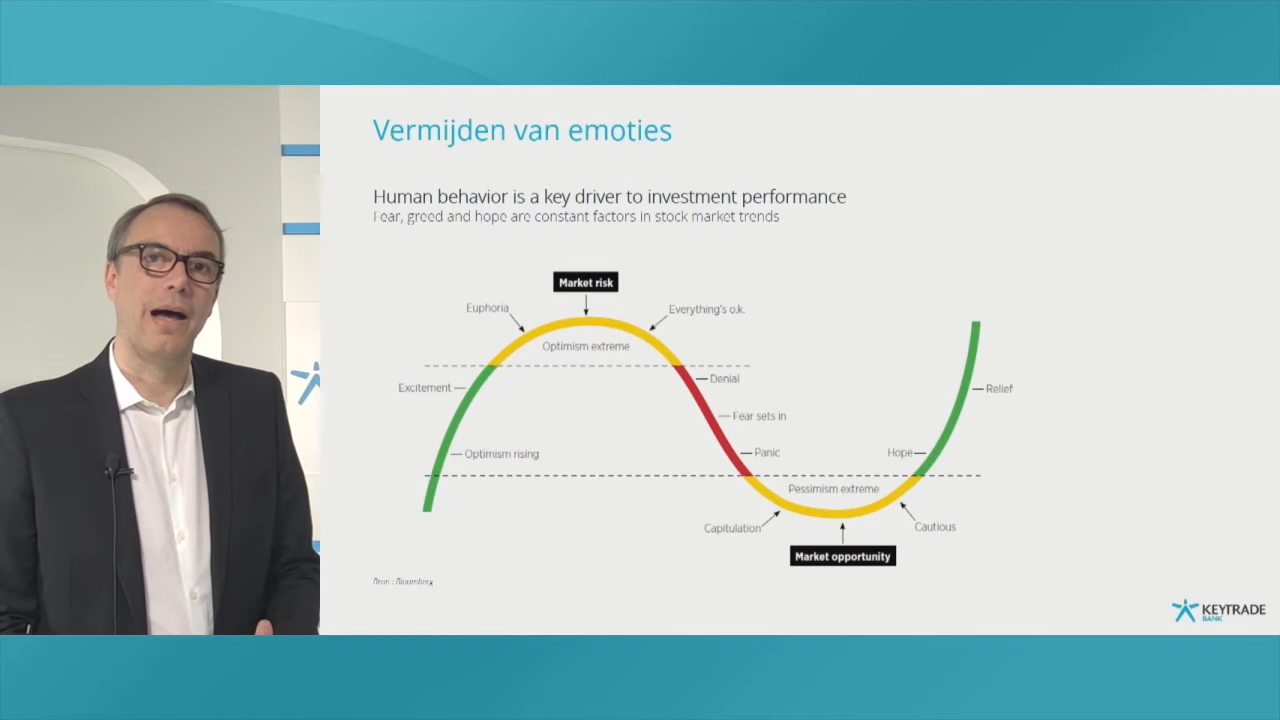 Vermijden van emoties
Human behavior is a key driver to investment performance
Fear, greed and hope are constant factors in stock market trends
Market risk
Euphoria
Everything's o.k.
Optimism extreme
Excitement
Denial
Relief
Fear sets in
Optimism rising
Panic
Hope
Pessimism extreme
Capitulation
Cautious
Market opportunity
Bron : Bloomberg
KEYTRADE
BANK